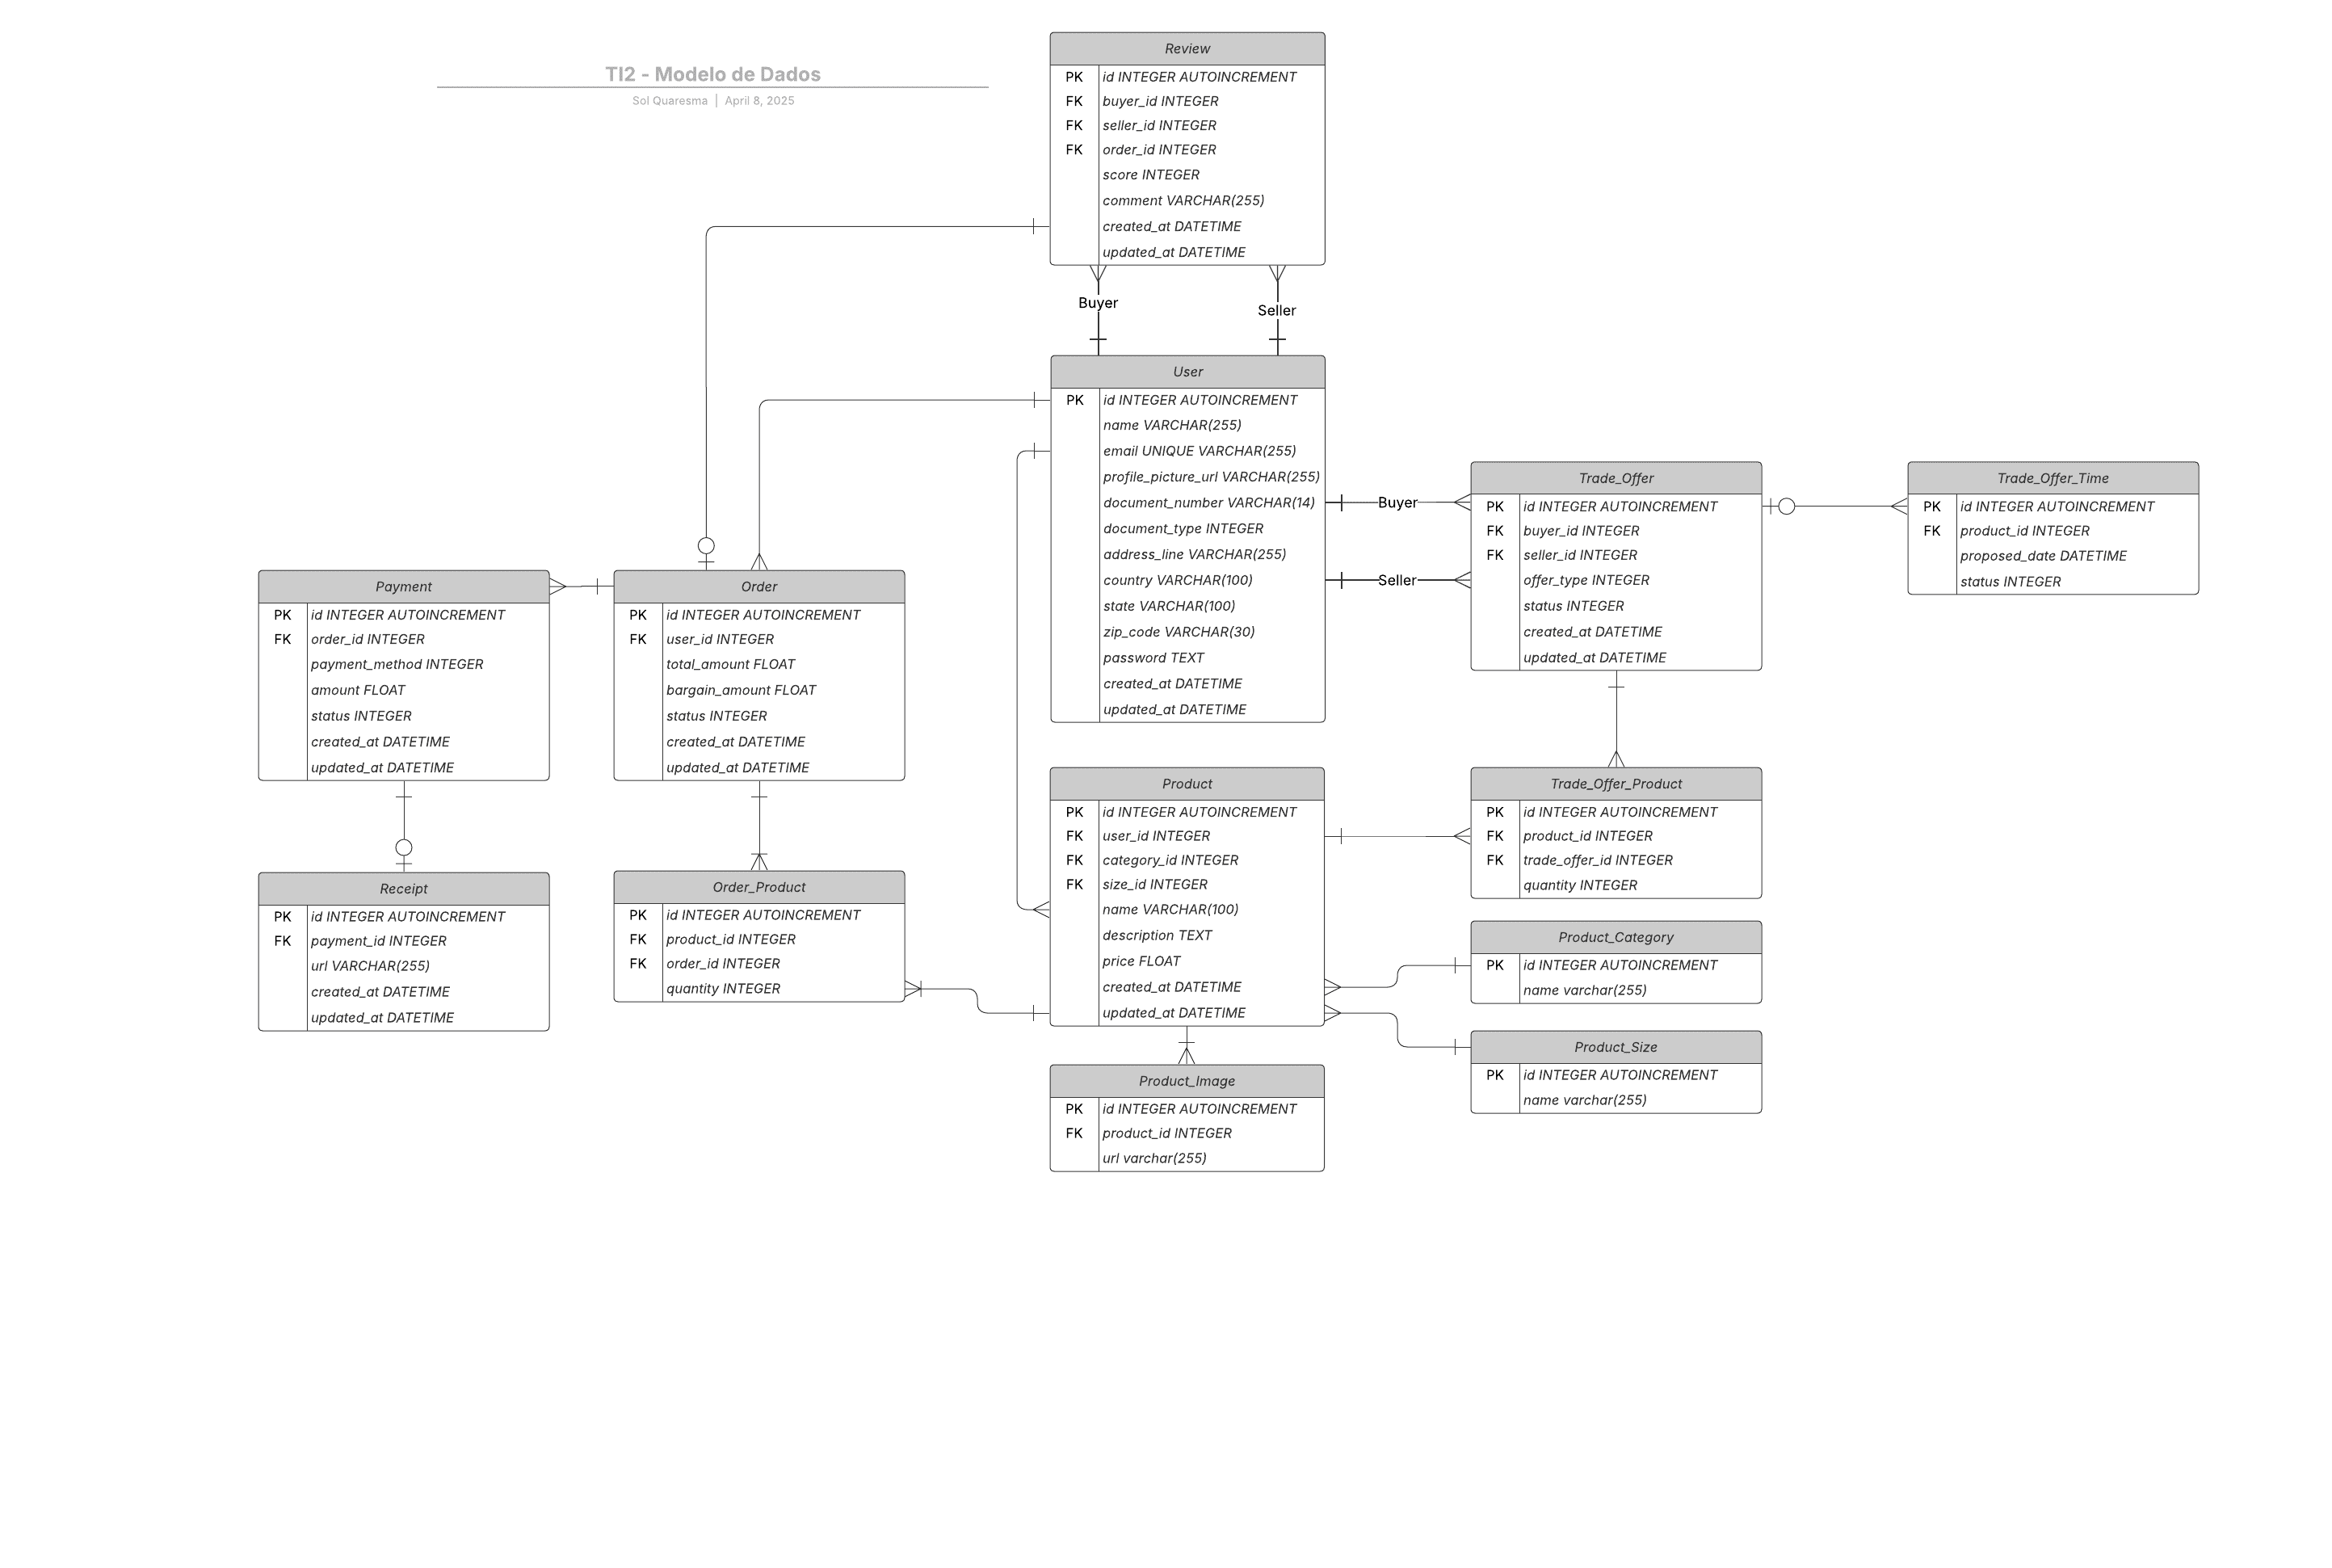 TI2 - Modelo de Dados
Sol Quaresma | April 8, 2025
Review
PK id INTEGER AUTOINCREMENT
FK buyer_id INTEGER
FK seller_id INTEGER
FK order_id INTEGER
score INTEGER
comment VARCHAR(255)
created_at DATETIME
updated_at DATETIME
Buyer
Seller
User
PK id INTEGER AUTOINCREMENT
name VARCHAR(255)
email UNIQUE VARCHAR(255)
profile_picture_url VARCHAR(255)
document_number VARCHAR(14)
document_type INTEGER
address_line VARCHAR(255)
country VARCHAR(100)
state VARCHAR(100)
zip_code VARCHAR(30)
password TEXT
created_at DATETIME
updated_at DATETIME
Buyer
Seller
Trade_Offer
PK id INTEGER AUTOINCREMENT
FK buyer_id INTEGER
FK seller_id INTEGER
offer_type INTEGER
status INTEGER
created_at DATETIME
updated_at DATETIME
Trade_Offer_Time
PK id INTEGER AUTOINCREMENT
FK product_id INTEGER
proposed_date DATETIME
status INTEGER
Payment
PK id INTEGER AUTOINCREMENT
FK order_id INTEGER
payment_method INTEGER
amount FLOAT
status INTEGER
created_at DATETIME
updated_at DATETIME
Order
PK id INTEGER AUTOINCREMENT
FK user_id INTEGER
total_amount FLOAT
bargain_amount FLOAT
status INTEGER
created_at DATETIME
updated_at DATETIME
Product
PK id INTEGER AUTOINCREMENT
FK user_id INTEGER
FK category_id INTEGER
FK size_id INTEGER
name VARCHAR(100)
description TEXT
price FLOAT
created_at DATETIME
updated_at DATETIME
Trade_Offer_Product
PK id INTEGER AUTOINCREMENT
FK product_id INTEGER
FK trade_offer_id INTEGER
quantity INTEGER
Receipt
PK id INTEGER AUTOINCREMENT
FK payment_id INTEGER
url VARCHAR(255)
created_at DATETIME
updated_at DATETIME
Order_Product
PK id INTEGER AUTOINCREMENT
FK product_id INTEGER
FK order_id INTEGER
quantity INTEGER
Product_Category
PK id INTEGER AUTOINCREMENT
name varchar(255)
Product_Size
PK id INTEGER AUTOINCREMENT
name varchar(255)
Product_Image
PK id INTEGER AUTOINCREMENT
FK product_id INTEGER
url varchar(255)